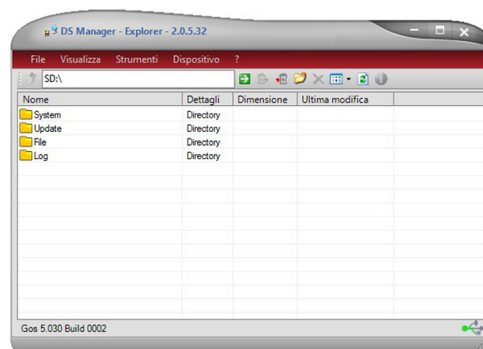 DS Manager - Explorer - 2.0.5.32
File Visualizza Strumenti Dispositivo ?
SD:\
Nome Dettagli Dimensione Ultima modifica
System Directory
Update Directory
File Directory
Log Directory
Gos 5.030 Build 0002